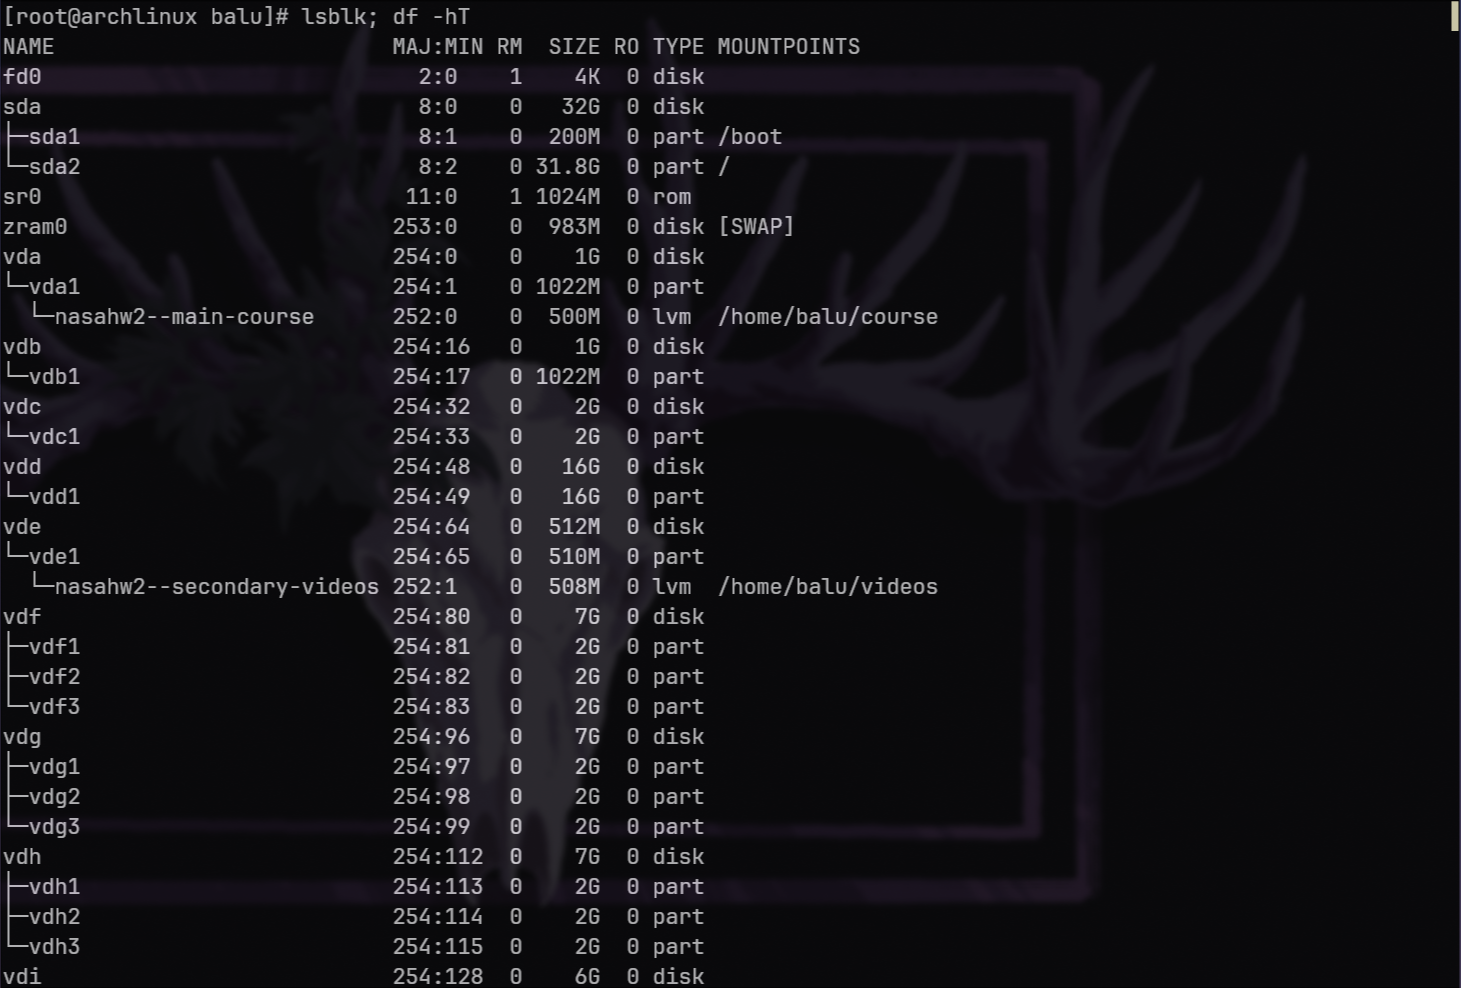 [root@archlinux balu]# lsblk; df -hT
NAME                          MAJ:MIN RM   SIZE RO TYPE MOUNTPOINTS
fd0                             2:0    1     4K  0 disk
sda                             8:0    0    32G  0 disk
├─sda1                          8:1    0   200M  0 part /boot
└─sda2                          8:2    0 31.8G  0 part /
sr0                            11:0    1 1024M  0 rom
zram0                         253:0    0   983M  0 disk [SWAP]
vda                           254:0    0     1G  0 disk
└─vda1                        254:1    0 1022M  0 part
  └─nasahw2--main-course      252:0    0   500M  0 lvm  /home/balu/course
vdb                           254:16   0     1G  0 disk
└─vdb1                        254:17   0 1022M  0 part
vdc                           254:32   0     2G  0 disk
└─vdc1                        254:33   0     2G  0 part
vdd                           254:48   0    16G  0 disk
└─vdd1                        254:49   0    16G  0 part
vde                           254:64   0   512M  0 disk
└─vde1                        254:65   0   510M  0 part
  └─nasahw2--secondary-videos 252:1    0   508M  0 lvm  /home/balu/videos
vdf                           254:80   0     7G  0 disk
├─vdf1                        254:81   0     2G  0 part
├─vdf2                        254:82   0     2G  0 part
└─vdf3                        254:83   0     2G  0 part
vdg                           254:96   0     7G  0 disk
├─vdg1                        254:97   0     2G  0 part
├─vdg2                        254:98   0     2G  0 part
└─vdg3                        254:99   0     2G  0 part
vdh                           254:112  0     7G  0 disk
├─vdh1                        254:113  0     2G  0 part
├─vdh2                        254:114  0     2G  0 part
└─vdh3                        254:115  0     2G  0 part
vdi                           254:128  0     6G  0 disk